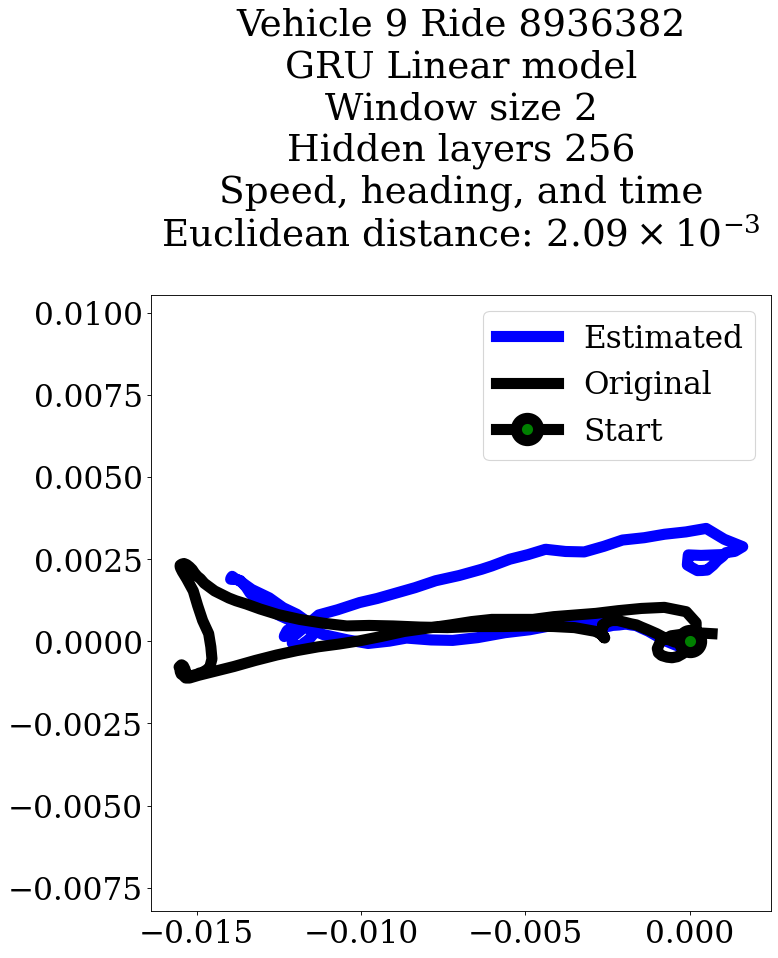 Vehicle 9 Ride 8936382
GRU Linear model
Window size 2
Hidden layers 256
Speed, heading, and time
Euclidean distance: 2.09 × 10⁻³
Estimated
Original
Start
0.0100
0.0075
0.0050
0.0025
0.0000
−0.0025
−0.0050
−0.0075
−0.015 −0.010 −0.005 0.000